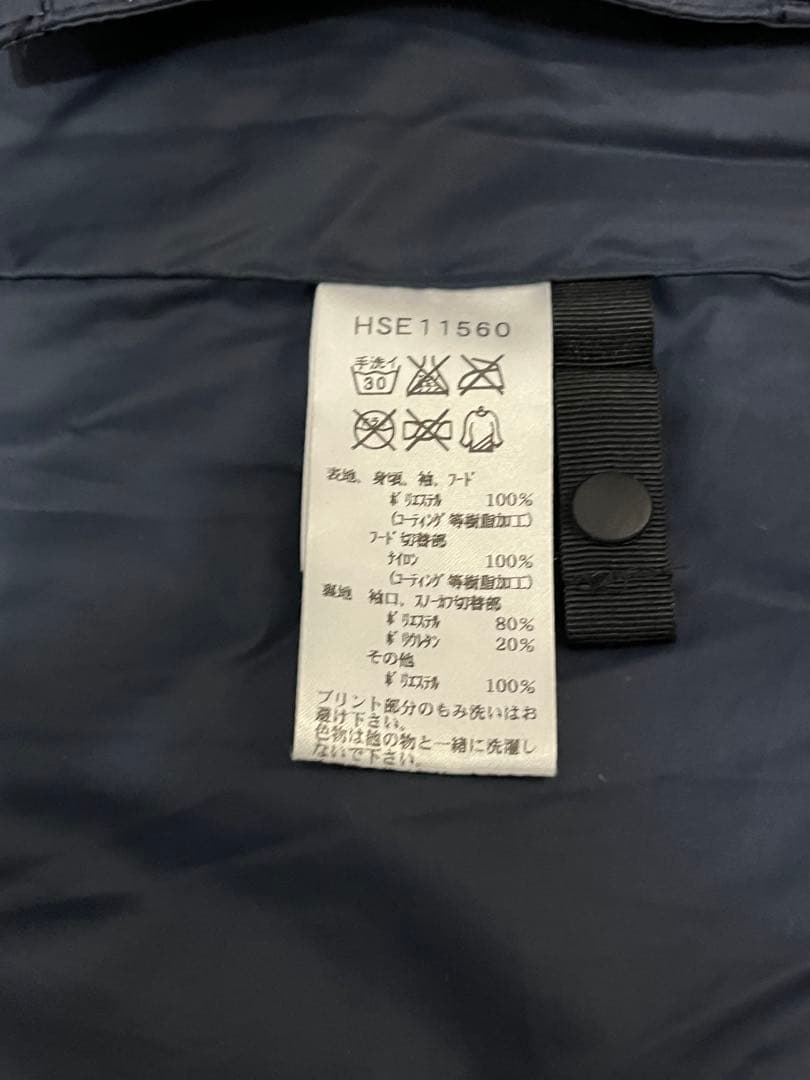 HSE11560
手洗イ
30
表地、身頃、袖、フード
ポリエステル 100%
(コーティング等樹脂加工)
フード切替部
ナイロン 100%
(コーティング等樹脂加工)
裏地 袖口、スノーカフ切替部
ポリエステル 80%
ポリウレタン 20%
その他
ポリエステル 100%
プリント部分のもみ洗いはお
避け下さい。
色物は他の物と一緒に洗濯し
ないで下さい。